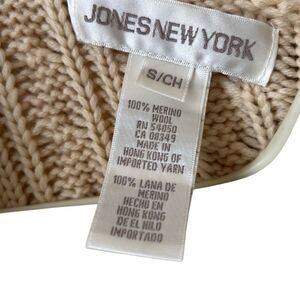 JONES NEW YORK
S/CH
100% MERINO
WOOL
RN 54050
CA 00349
MADE IN
HONG KONG OF
IMPORTED YARN
100% LANA DE
MERINO
HECHO EN
HONG KONG
DE EL HILO
IMPORTADO